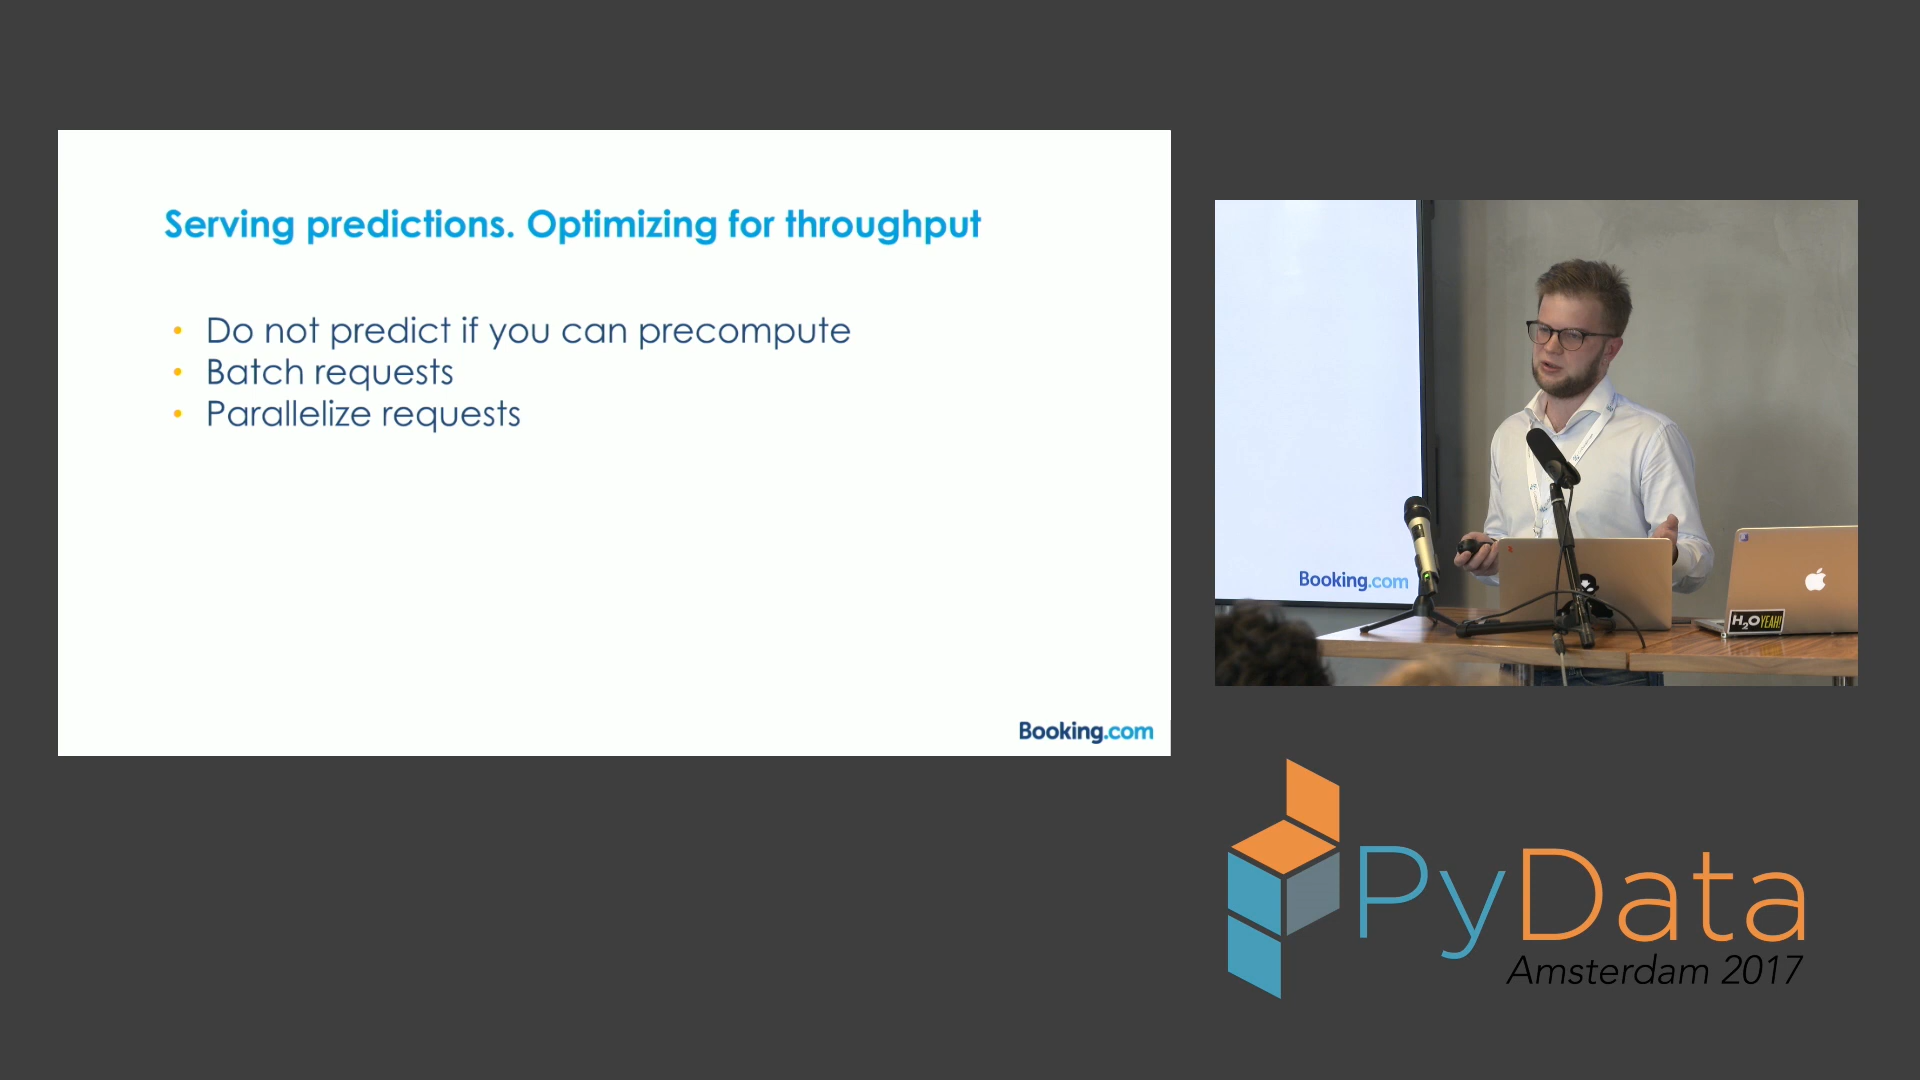 Serving predictions. Optimizing for throughput
• Do not predict if you can precompute
• Batch requests
• Parallelize requests
Booking.com
Booking.com
H2O YEAH!
PyData
Amsterdam 2017